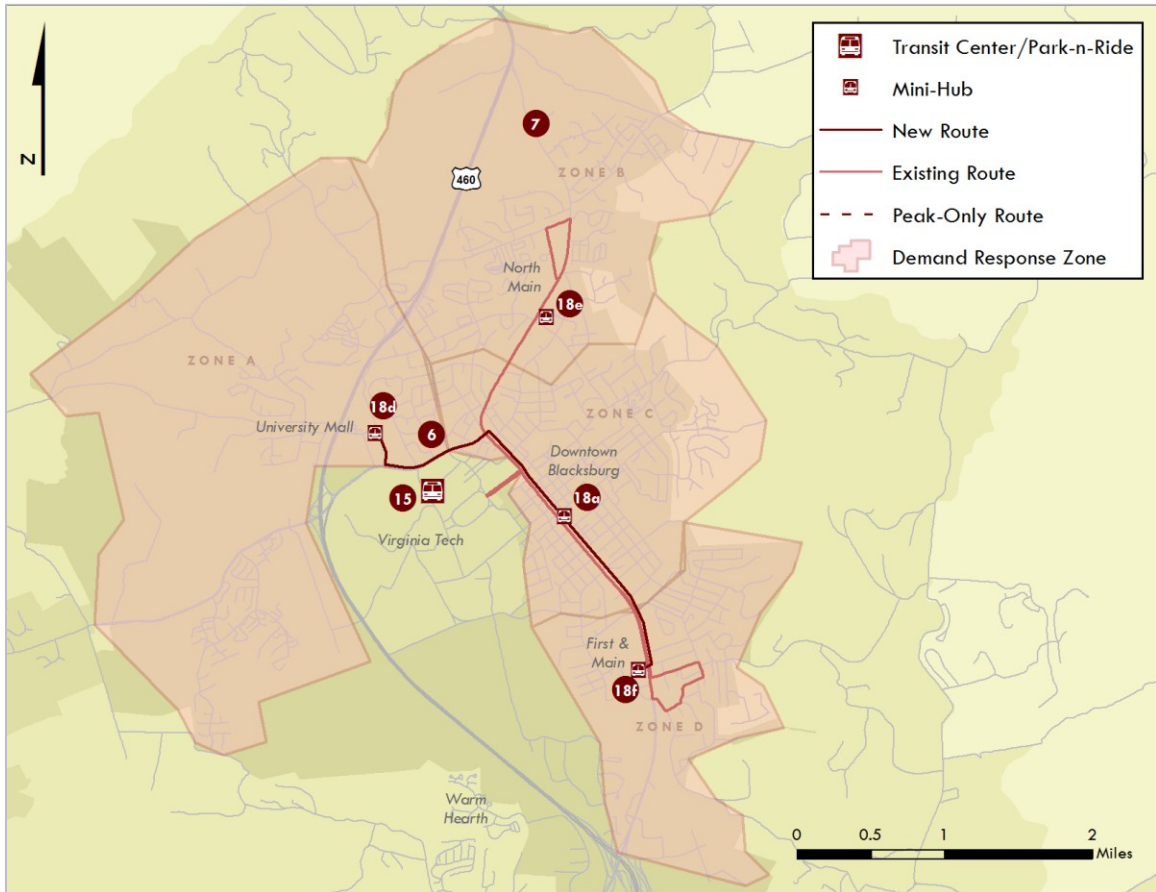 N
Transit Center/Park-n-Ride
Mini-Hub
New Route
Existing Route
Peak-Only Route
Demand Response Zone
7
ZONE B
460
North
Main
18e
ZONE A
18d
University Mall
6
ZONE C
Downtown
Blacksburg
15
18a
Virginia Tech
First &
Main
18f
ZONE D
Warm
Hearth
0 0.5 1 2
Miles